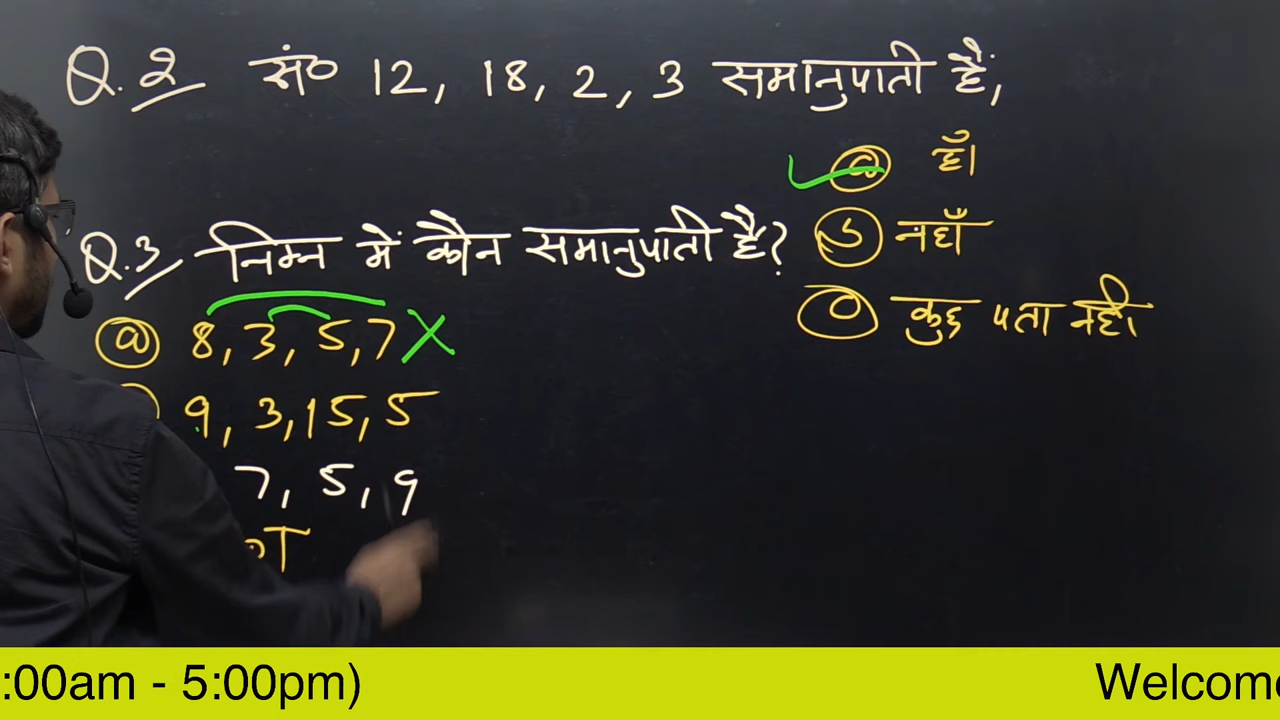 Q.2 सं० 12, 18, 2, 3 समानुपाती हैं,
@ हाँ।
b नहीं
c कुछ पता नहीं।
Q.3 निम्न में कौन समानुपाती है?
@ 8, 3, 5, 7 X
9, 3, 15, 5
7, 5, 9
OT
:00am - 5:00pm)
Welcome